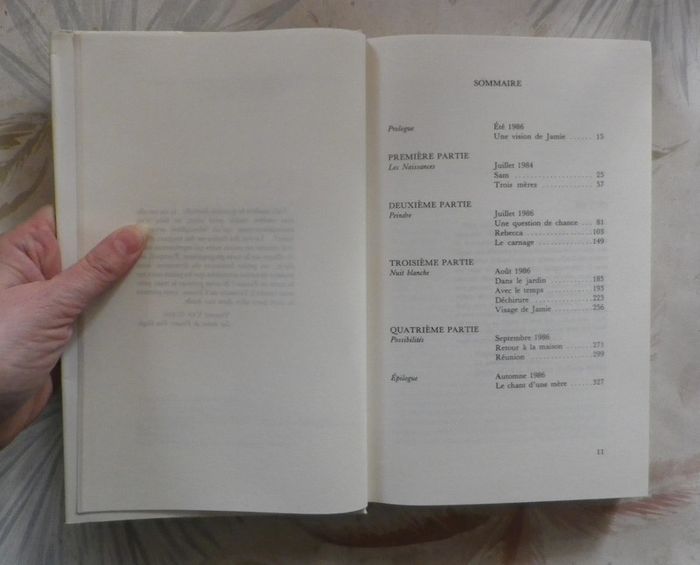 SOMMAIRE
Prologue
Été 1986
Une vision de Jamie ...... 15
PREMIÈRE PARTIE
Les Naissances
Juillet 1984
Sam .................... 25
Trois mères ............. 57
DEUXIÈME PARTIE
Peindre
Juillet 1986
Une question de chance ... 81
Rebecca ................. 103
Le carnage .............. 149
TROISIÈME PARTIE
Nuit blanche
Août 1986
Dans le jardin ........... 185
Avec le temps ........... 193
Déchirure ............... 223
Visage de Jamie .......... 256
QUATRIÈME PARTIE
Possibilités
Septembre 1986
Retour à la maison ....... 271
Réunion ................. 299
Épilogue
Automne 1986
Le chant d'une mère ...... 327
11